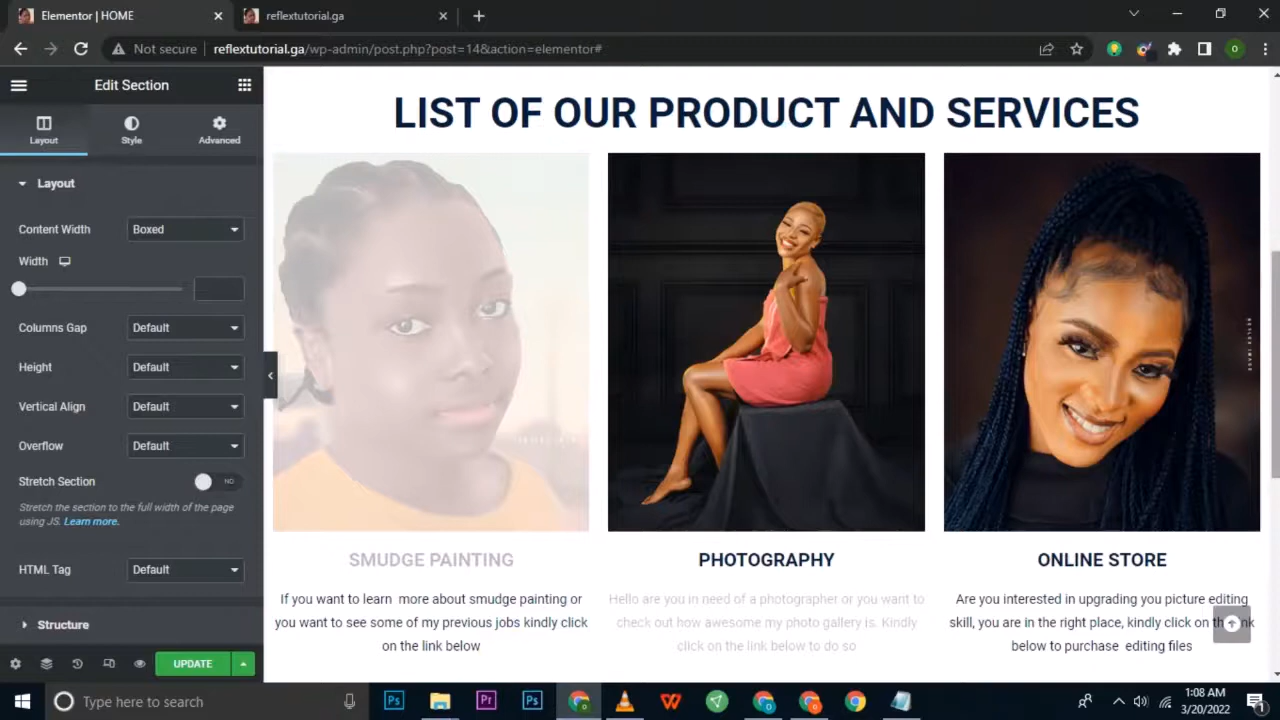 Elementor | HOME
reflextutorial.ga
Not secure reflextutorial.ga/wp-admin/post.php?post=14&action=elementor#
Edit Section
Layout Style Advanced
Layout
Content Width Boxed
Width
Columns Gap Default
Height Default
Vertical Align Default
Overflow Default
Stretch Section NO
Stretch the section to the full width of the page
using JS. Learn more.
HTML Tag Default
Structure
UPDATE
LIST OF OUR PRODUCT AND SERVICES
SMUDGE PAINTING
If you want to learn more about smudge painting or
you want to see some of my previous jobs kindly click
on the link below
PHOTOGRAPHY
Hello are you in need of a photographer or you want to
check out how awesome my photo gallery is. Kindly
click on the link below to do so
ONLINE STORE
Are you interested in upgrading you picture editing
skill, you are in the right place, kindly click on the link
below to purchase editing files
Type here to search
Ps
Pr
Ps
1:08 AM
3/20/2022